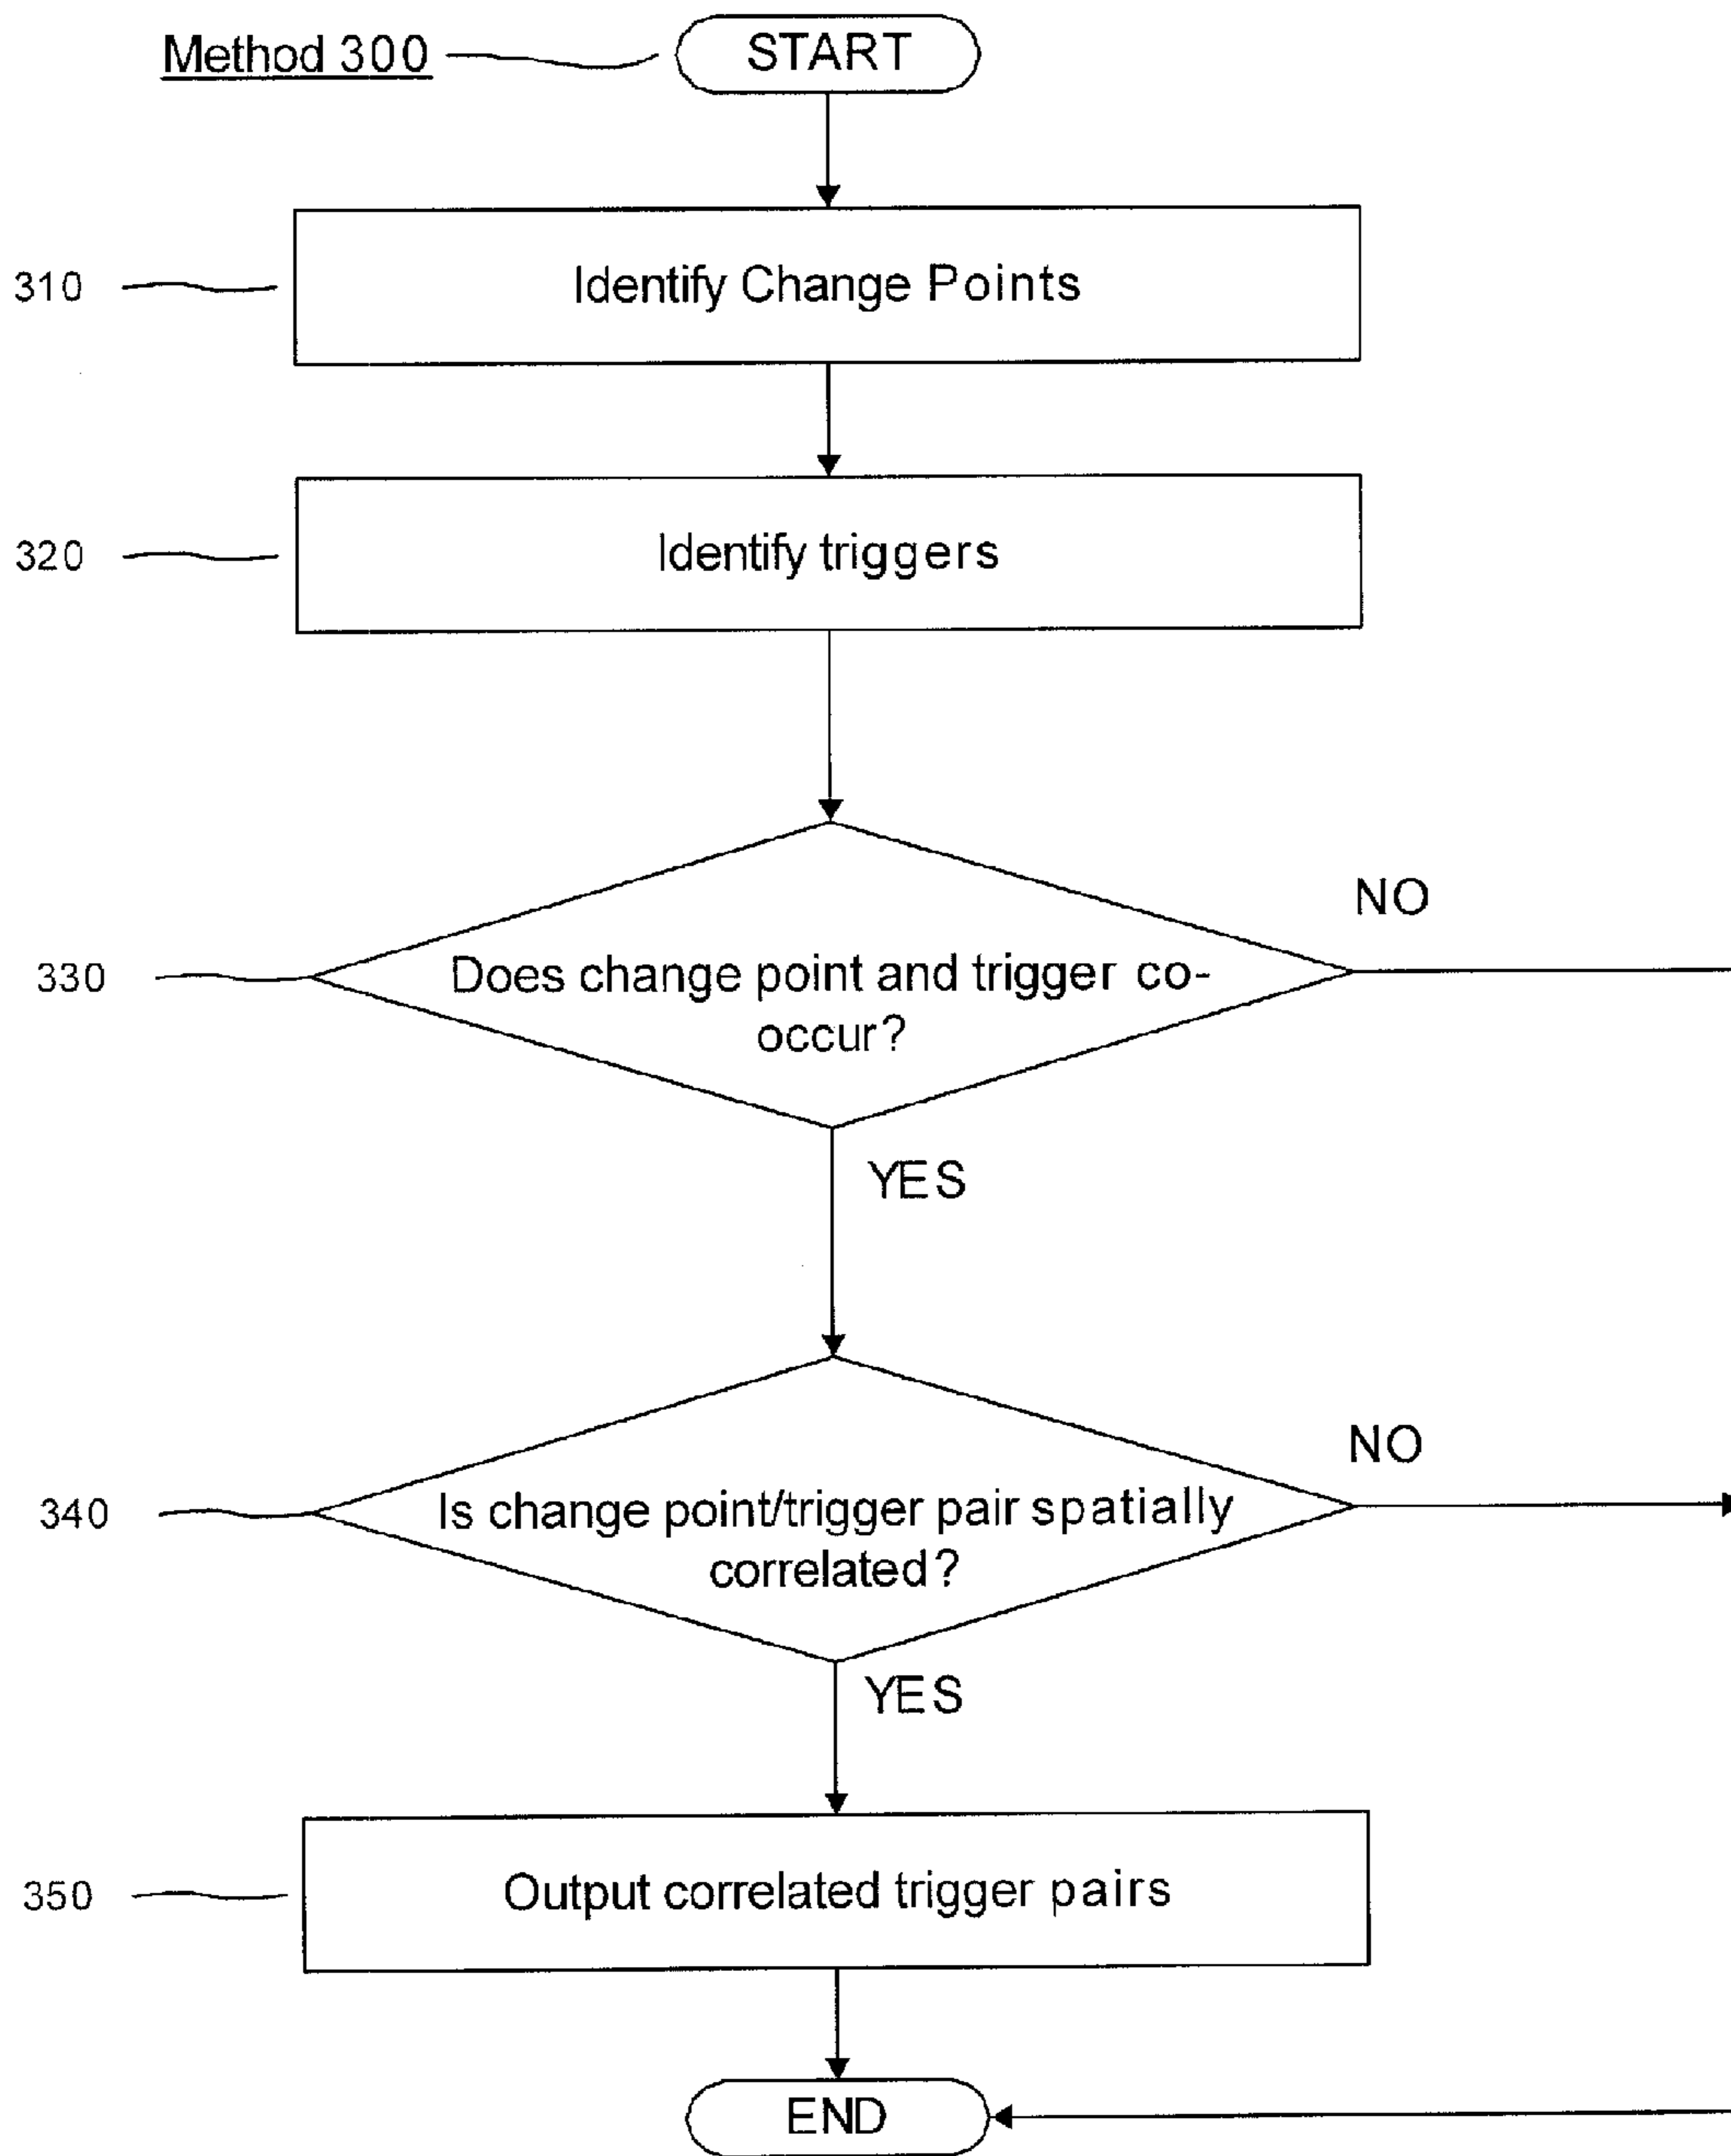 Method 300
START
310
Identify Change Points
320
Identify triggers
NO
330
Does change point and trigger co-
occur?
YES
NO
340
Is change point/trigger pair spatially
correlated?
YES
350
Output correlated trigger pairs
END